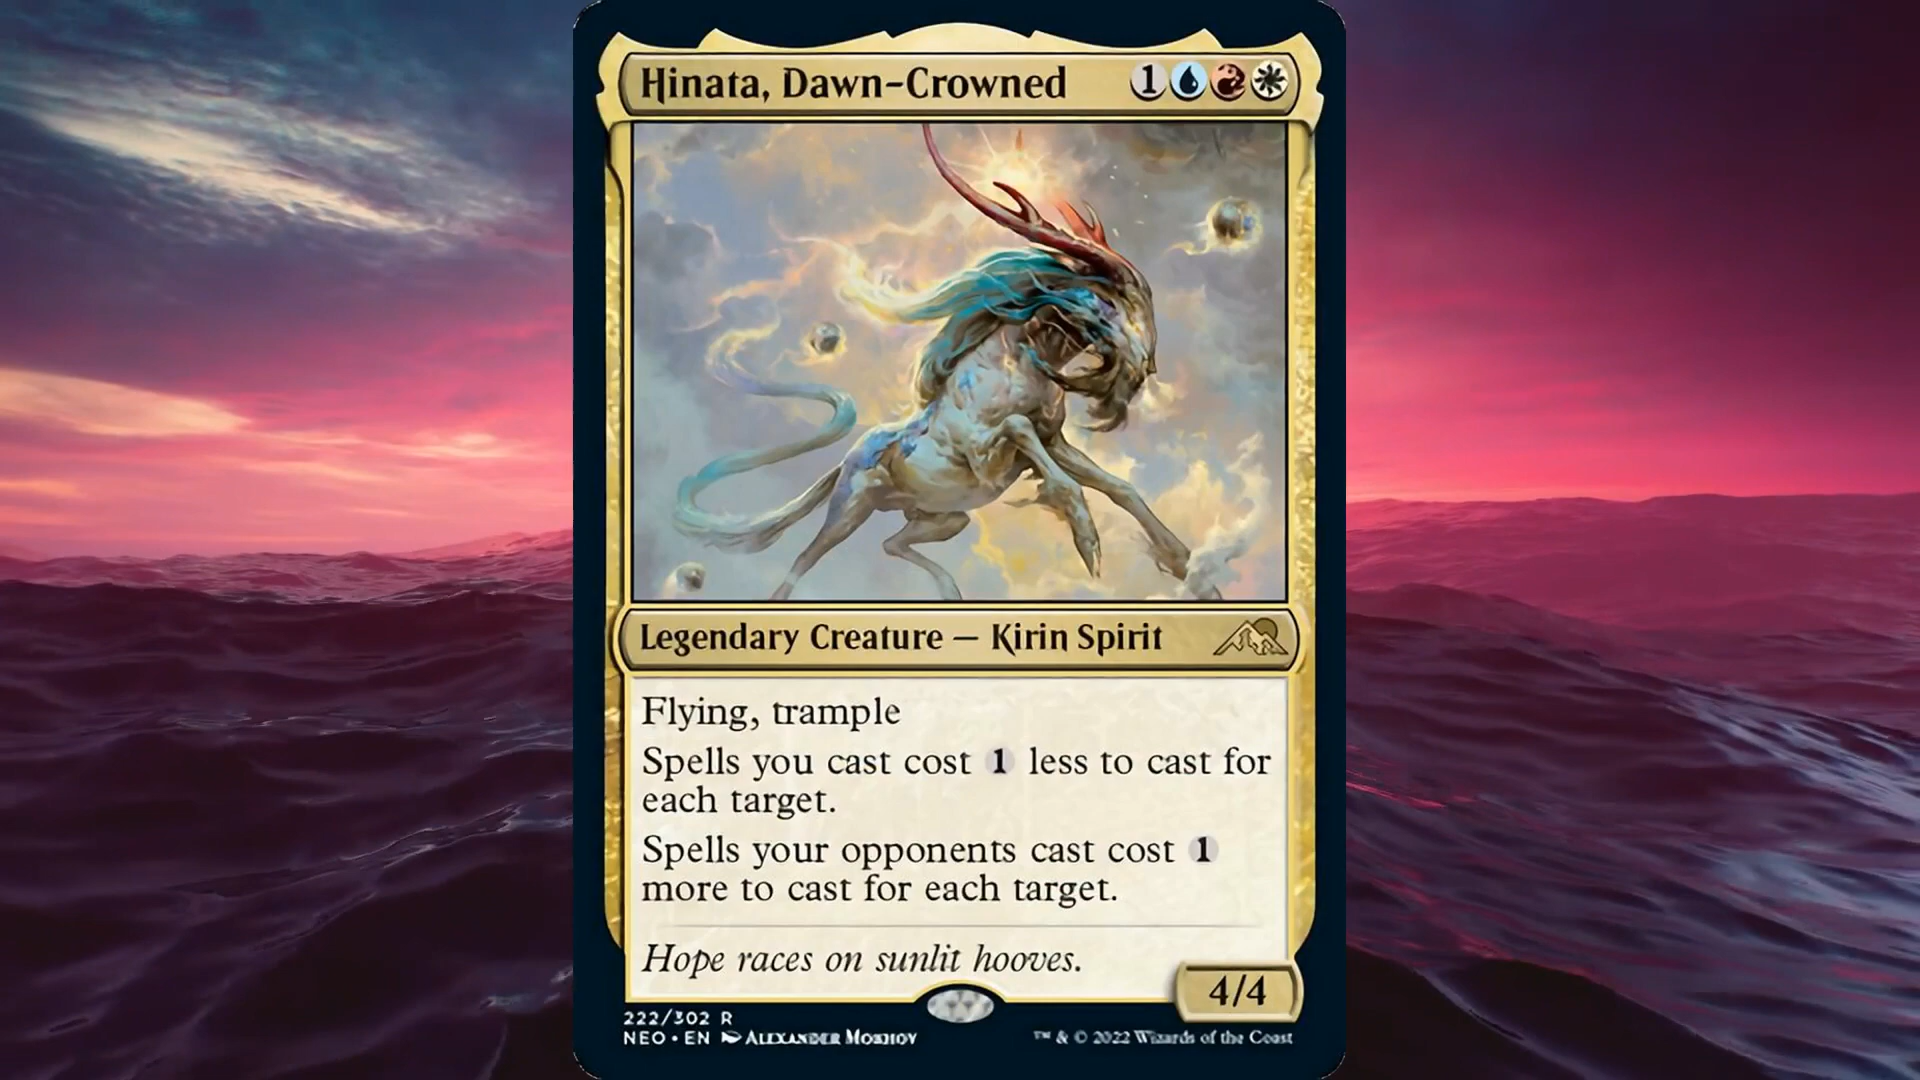 Hinata, Dawn-Crowned 1
Legendary Creature — Kirin Spirit
Flying, trample
Spells you cast cost 1 less to cast for
each target.
Spells your opponents cast cost 1
more to cast for each target.
Hope races on sunlit hooves.
4/4
222/302 R
NEO • EN ALEXANDER MOKHOV
™ & © 2022 Wizards of the Coast